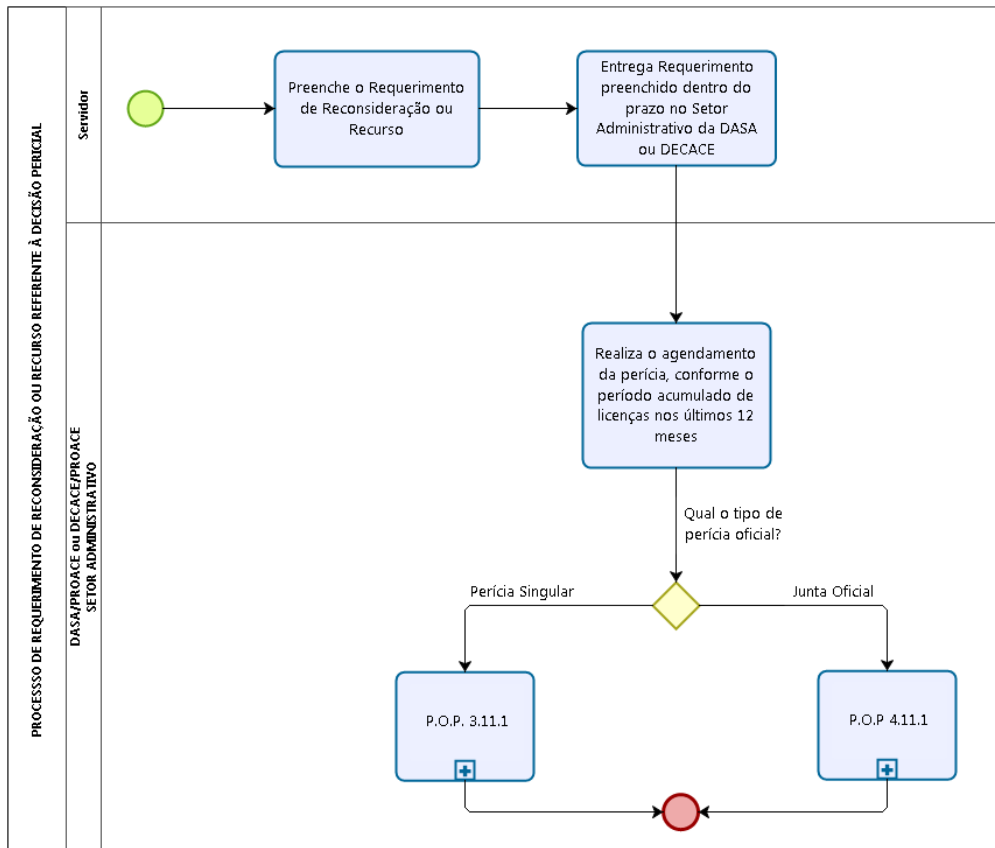 PROCESSSO DE REQUERIMENTO DE RECONSIDERAÇÃO OU RECURSO REFERENTE À DECISÃO PERICIAL
Servidor
Preenche o Requerimento
de Reconsideração ou
Recurso
Entrega Requerimento
preenchido dentro do
prazo no Setor
Administrativo da DASA
ou DECACE
DASA/PROACE ou DECACE/PROACE
SETOR ADMINISTRATIVO
Realiza o agendamento
da perícia, conforme o
período acumulado de
licenças nos últimos 12
meses
Qual o tipo de
perícia oficial?
Perícia Singular
Junta Oficial
P.O.P. 3.11.1
P.O.P 4.11.1